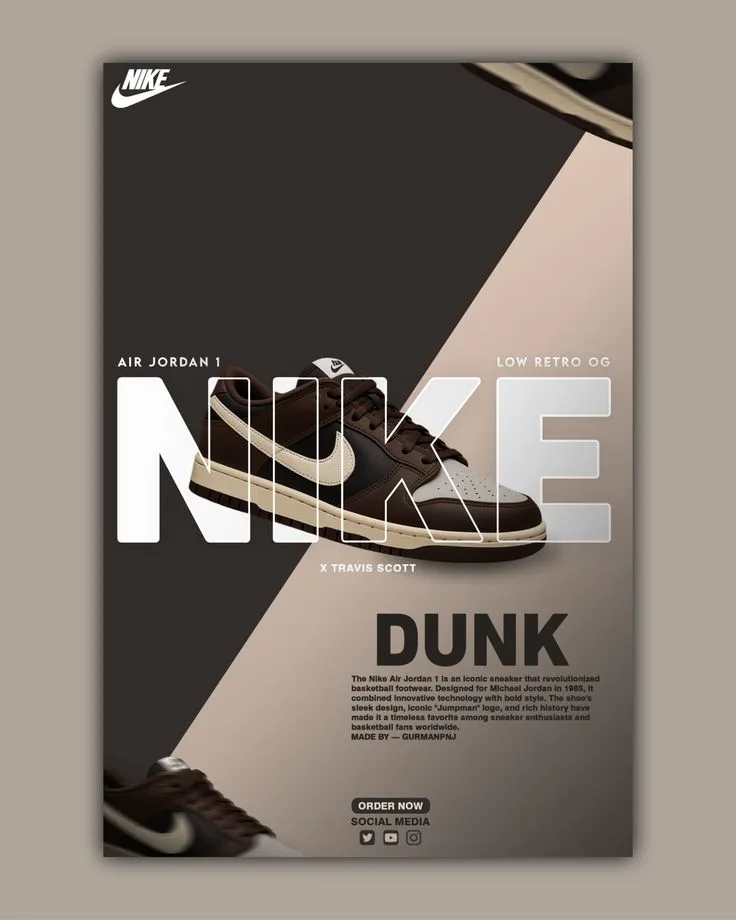 NIKE
AIR JORDAN 1
LOW RETRO OG
NIKE
X TRAVIS SCOTT
DUNK
The Nike Air Jordan 1 is an iconic sneaker that revolutionized
basketball footwear. Designed for Michael Jordan in 1985, it
combined innovative technology with bold style. The shoe's
sleek design, iconic "Jumpman" logo, and rich history have
made it a timeless favorite among sneaker enthusiasts and
basketball fans worldwide.
MADE BY — GURMANPNJ
ORDER NOW
SOCIAL MEDIA